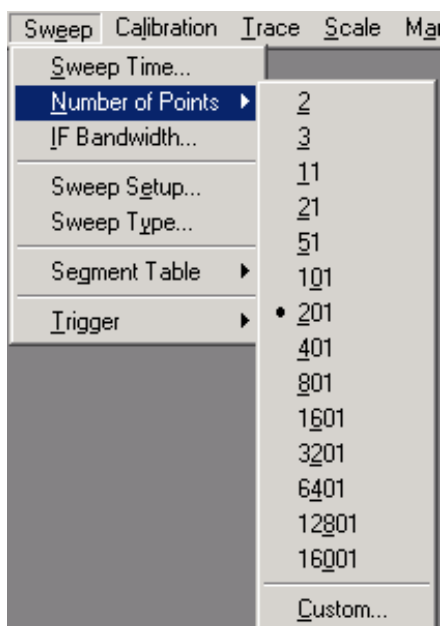 Sweep Calibration Trace Scale
Sweep Time...
Number of Points
IF Bandwidth...
Sweep Setup...
Sweep Type...
Segment Table
Trigger
2
3
11
21
51
101
201
401
801
1601
3201
6401
12801
16001
Custom...